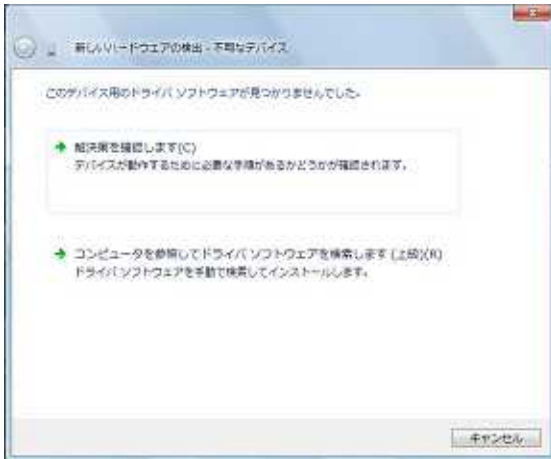 新しいハードウェアの検出 - 不明なデバイス
このデバイス用のドライバ ソフトウェアが見つかりませんでした。
解決策を確認します(C)
デバイスが動作するために必要な手順があるかどうかが確認されます。
コンピュータを参照してドライバ ソフトウェアを検索します (上級)(R)
ドライバ ソフトウェアを手動で検索してインストールします。
キャンセル